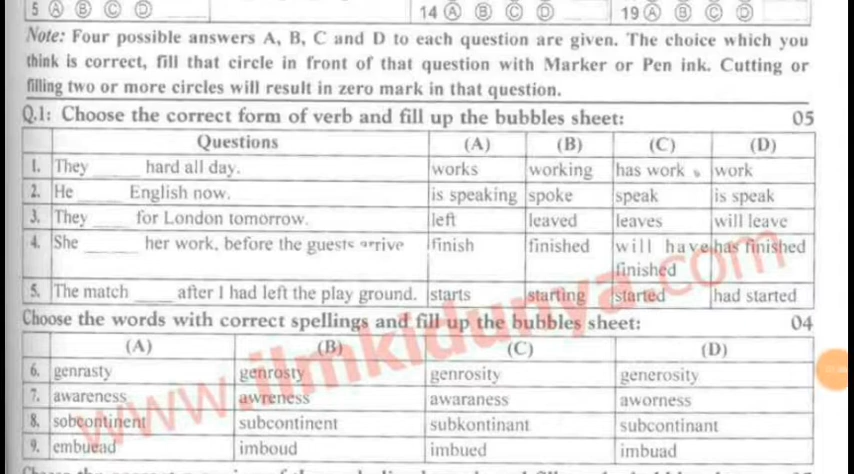 5 Ⓐ Ⓑ Ⓒ Ⓓ 14 Ⓐ Ⓑ Ⓒ Ⓓ 19 Ⓐ Ⓑ Ⓒ Ⓓ
Note: Four possible answers A, B, C and D to each question are given. The choice which you
think is correct, fill that circle in front of that question with Marker or Pen ink. Cutting or
filling two or more circles will result in zero mark in that question.
Q.1: Choose the correct form of verb and fill up the bubbles sheet: 05
Questions (A) (B) (C) (D)
1. They ____ hard all day. works working has work work
2. He ____ English now. is speaking spoke speak is speak
3. They ____ for London tomorrow. left leaved leaves will leave
4. She ____ her work, before the guests arrive finish finished will have has finished
finished
5. The match ____ after I had left the play ground. starts starting started had started
Choose the words with correct spellings and fill up the bubbles sheet: 04
(A) (B) (C) (D)
6. genrasty genrosty genrosity generosity
7. awareness awreness awaraness aworness
8. sobcontinent subcontinent subkontinant subcontinant
9. embuead imboud imbued imbuad
www.ilmkidunya.com